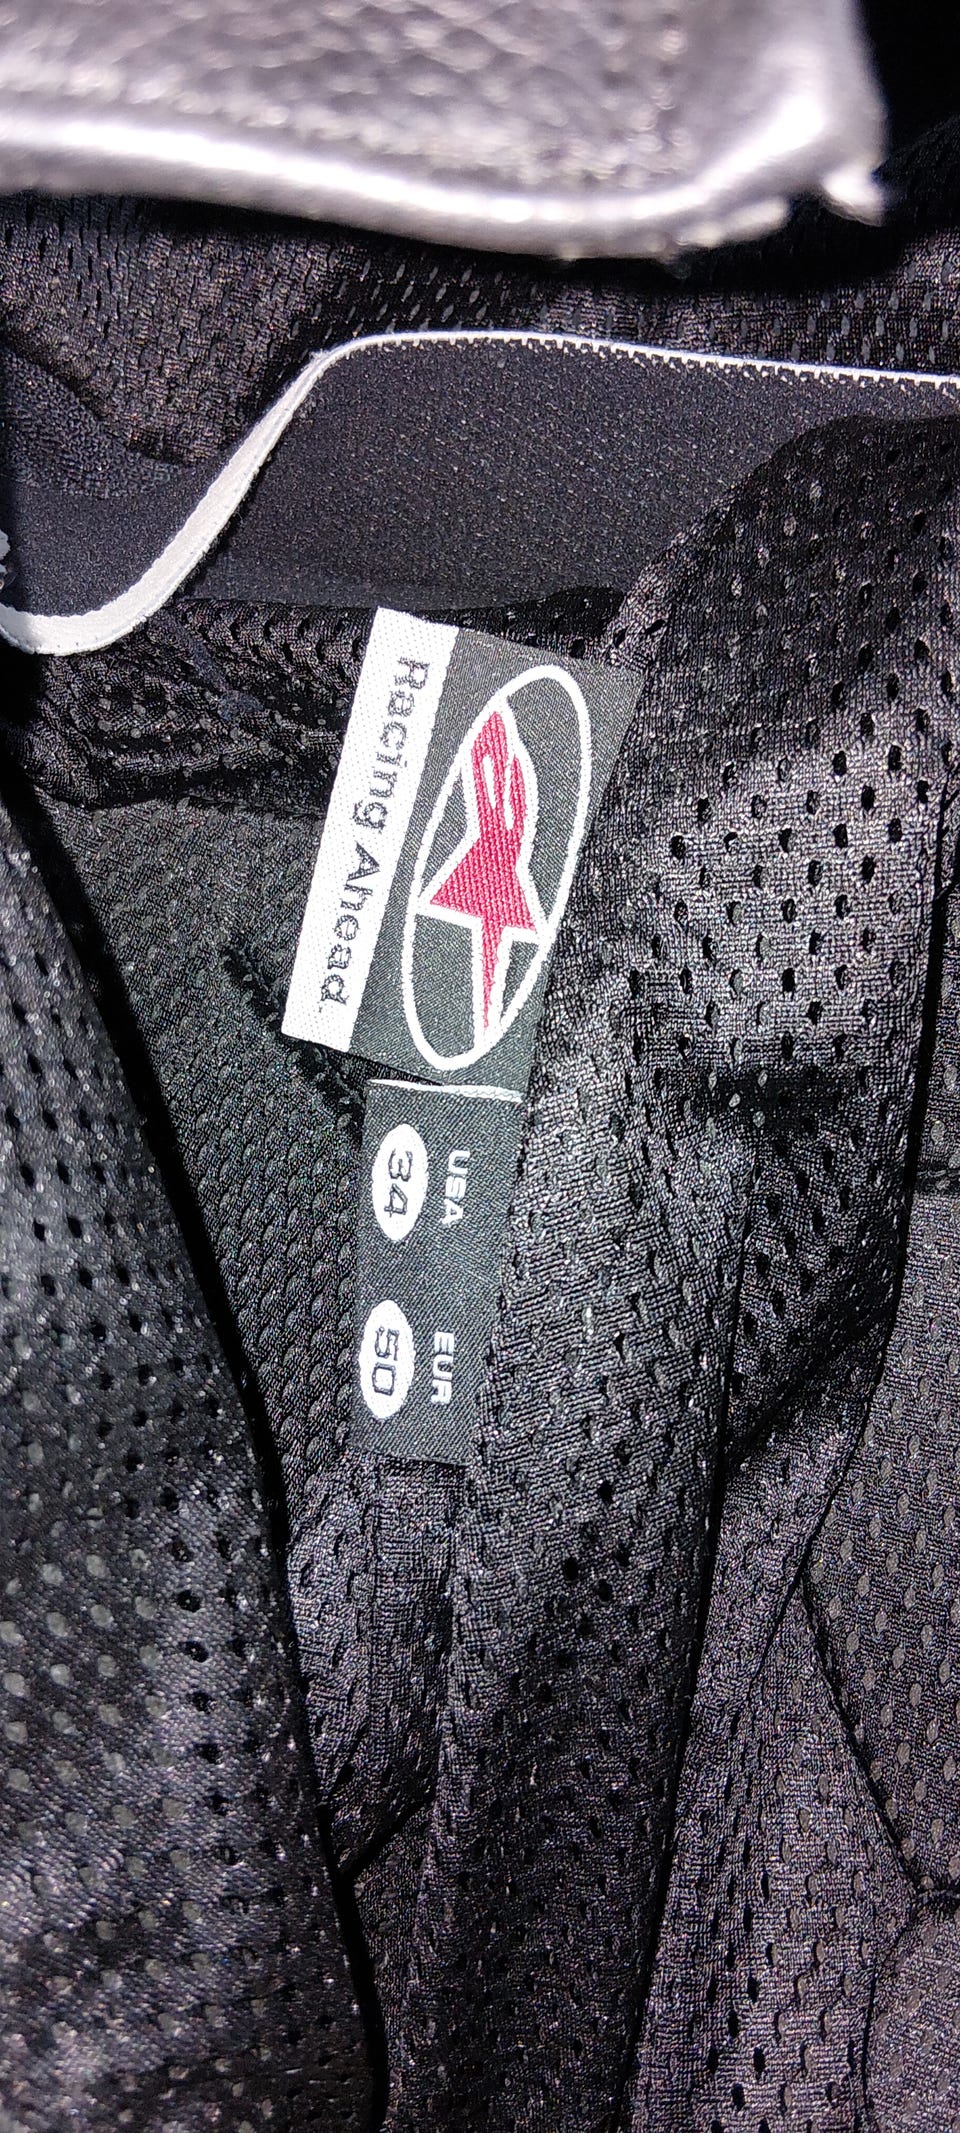 Racing Ahead.
USA EUR
34 50